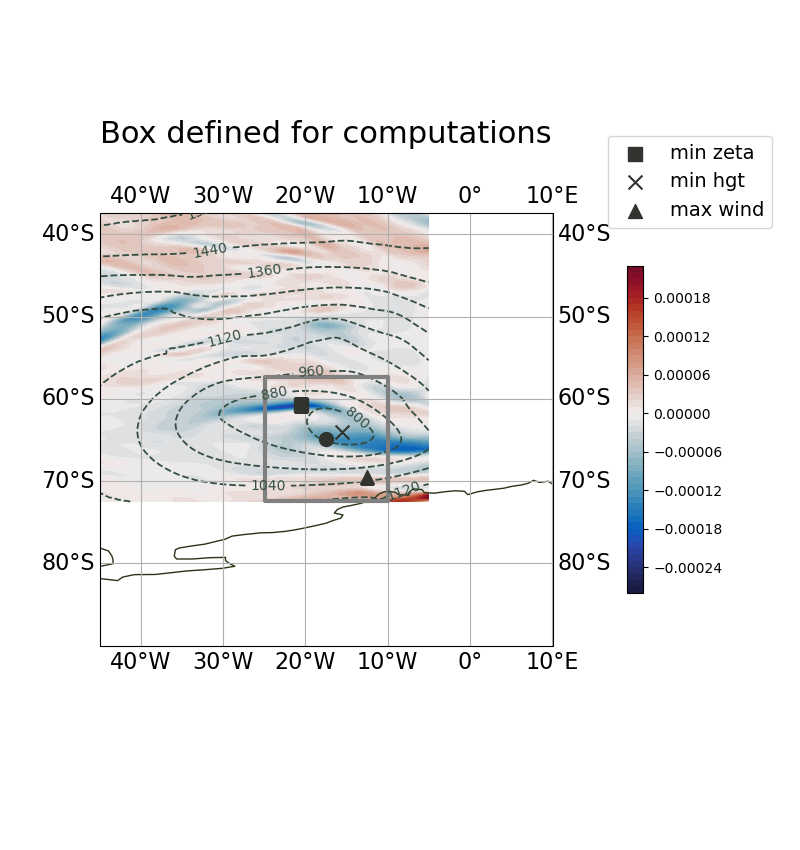 Box defined for computations
min zeta
min hgt
max wind
40°W 30°W 20°W 10°W 0° 10°E
40°S 40°S
1440
1360
50°S 50°S
1120
960
60°S 60°S
880
800
70°S 70°S
1040
80°S 80°S
40°W 30°W 20°W 10°W 0° 10°E
0.00018
0.00012
0.00006
0.00000
−0.00006
−0.00012
−0.00018
−0.00024